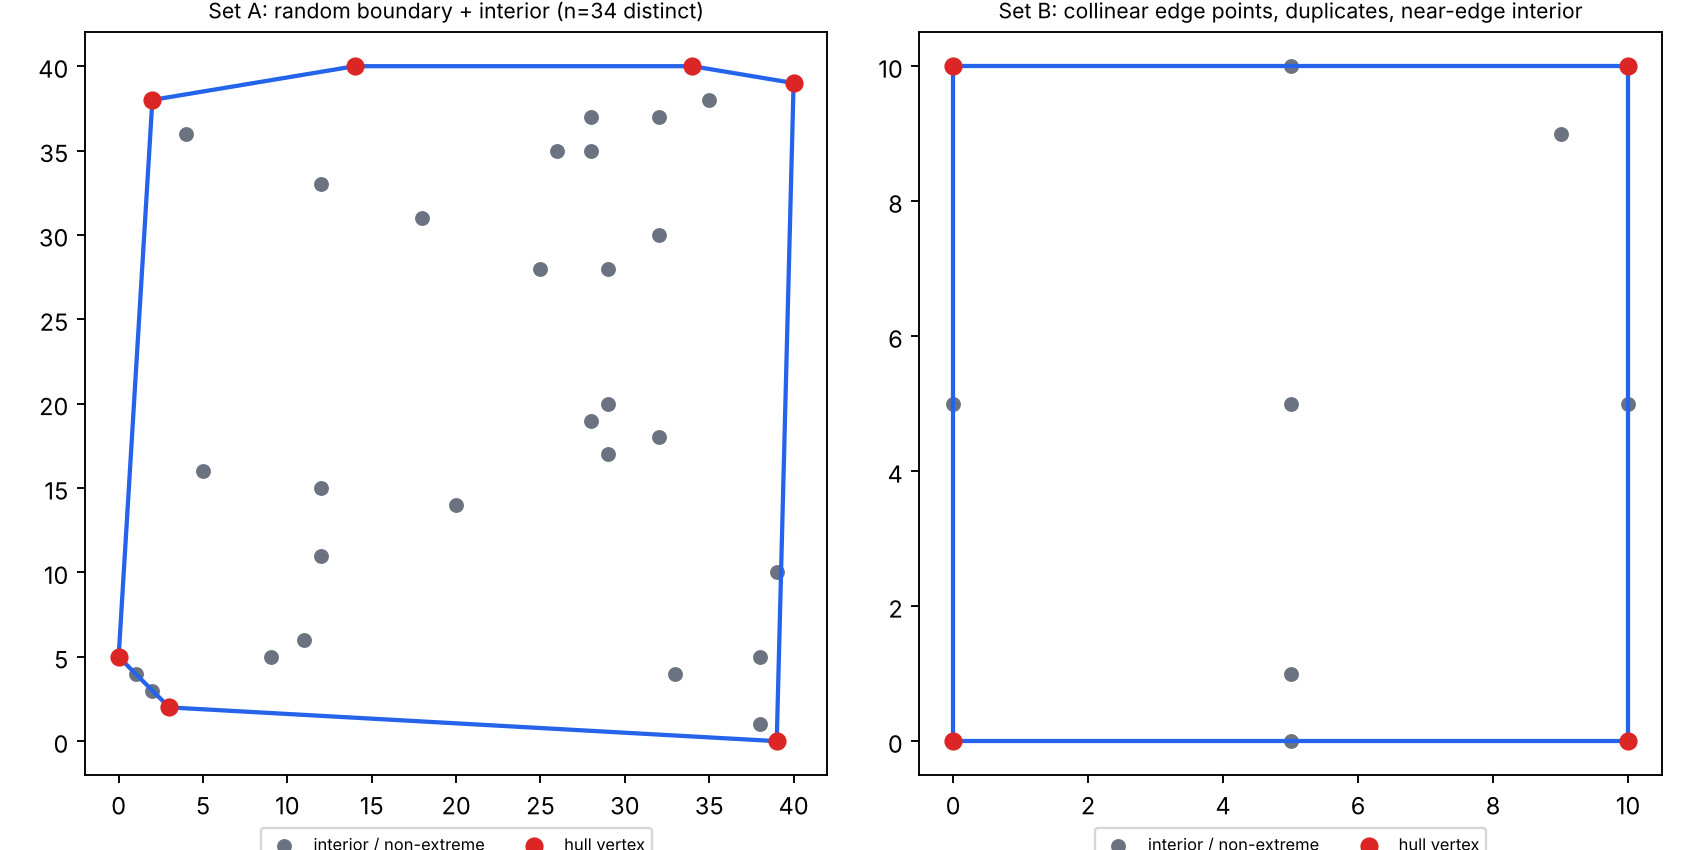 Set A: random boundary + interior (n=34 distinct)
40
35
30
25
20
15
10
5
0
0 5 10 15 20 25 30 35 40
interior / non-extreme hull vertex
Set B: collinear edge points, duplicates, near-edge interior
10
8
6
4
2
0
0 2 4 6 8 10
interior / non-extreme hull vertex